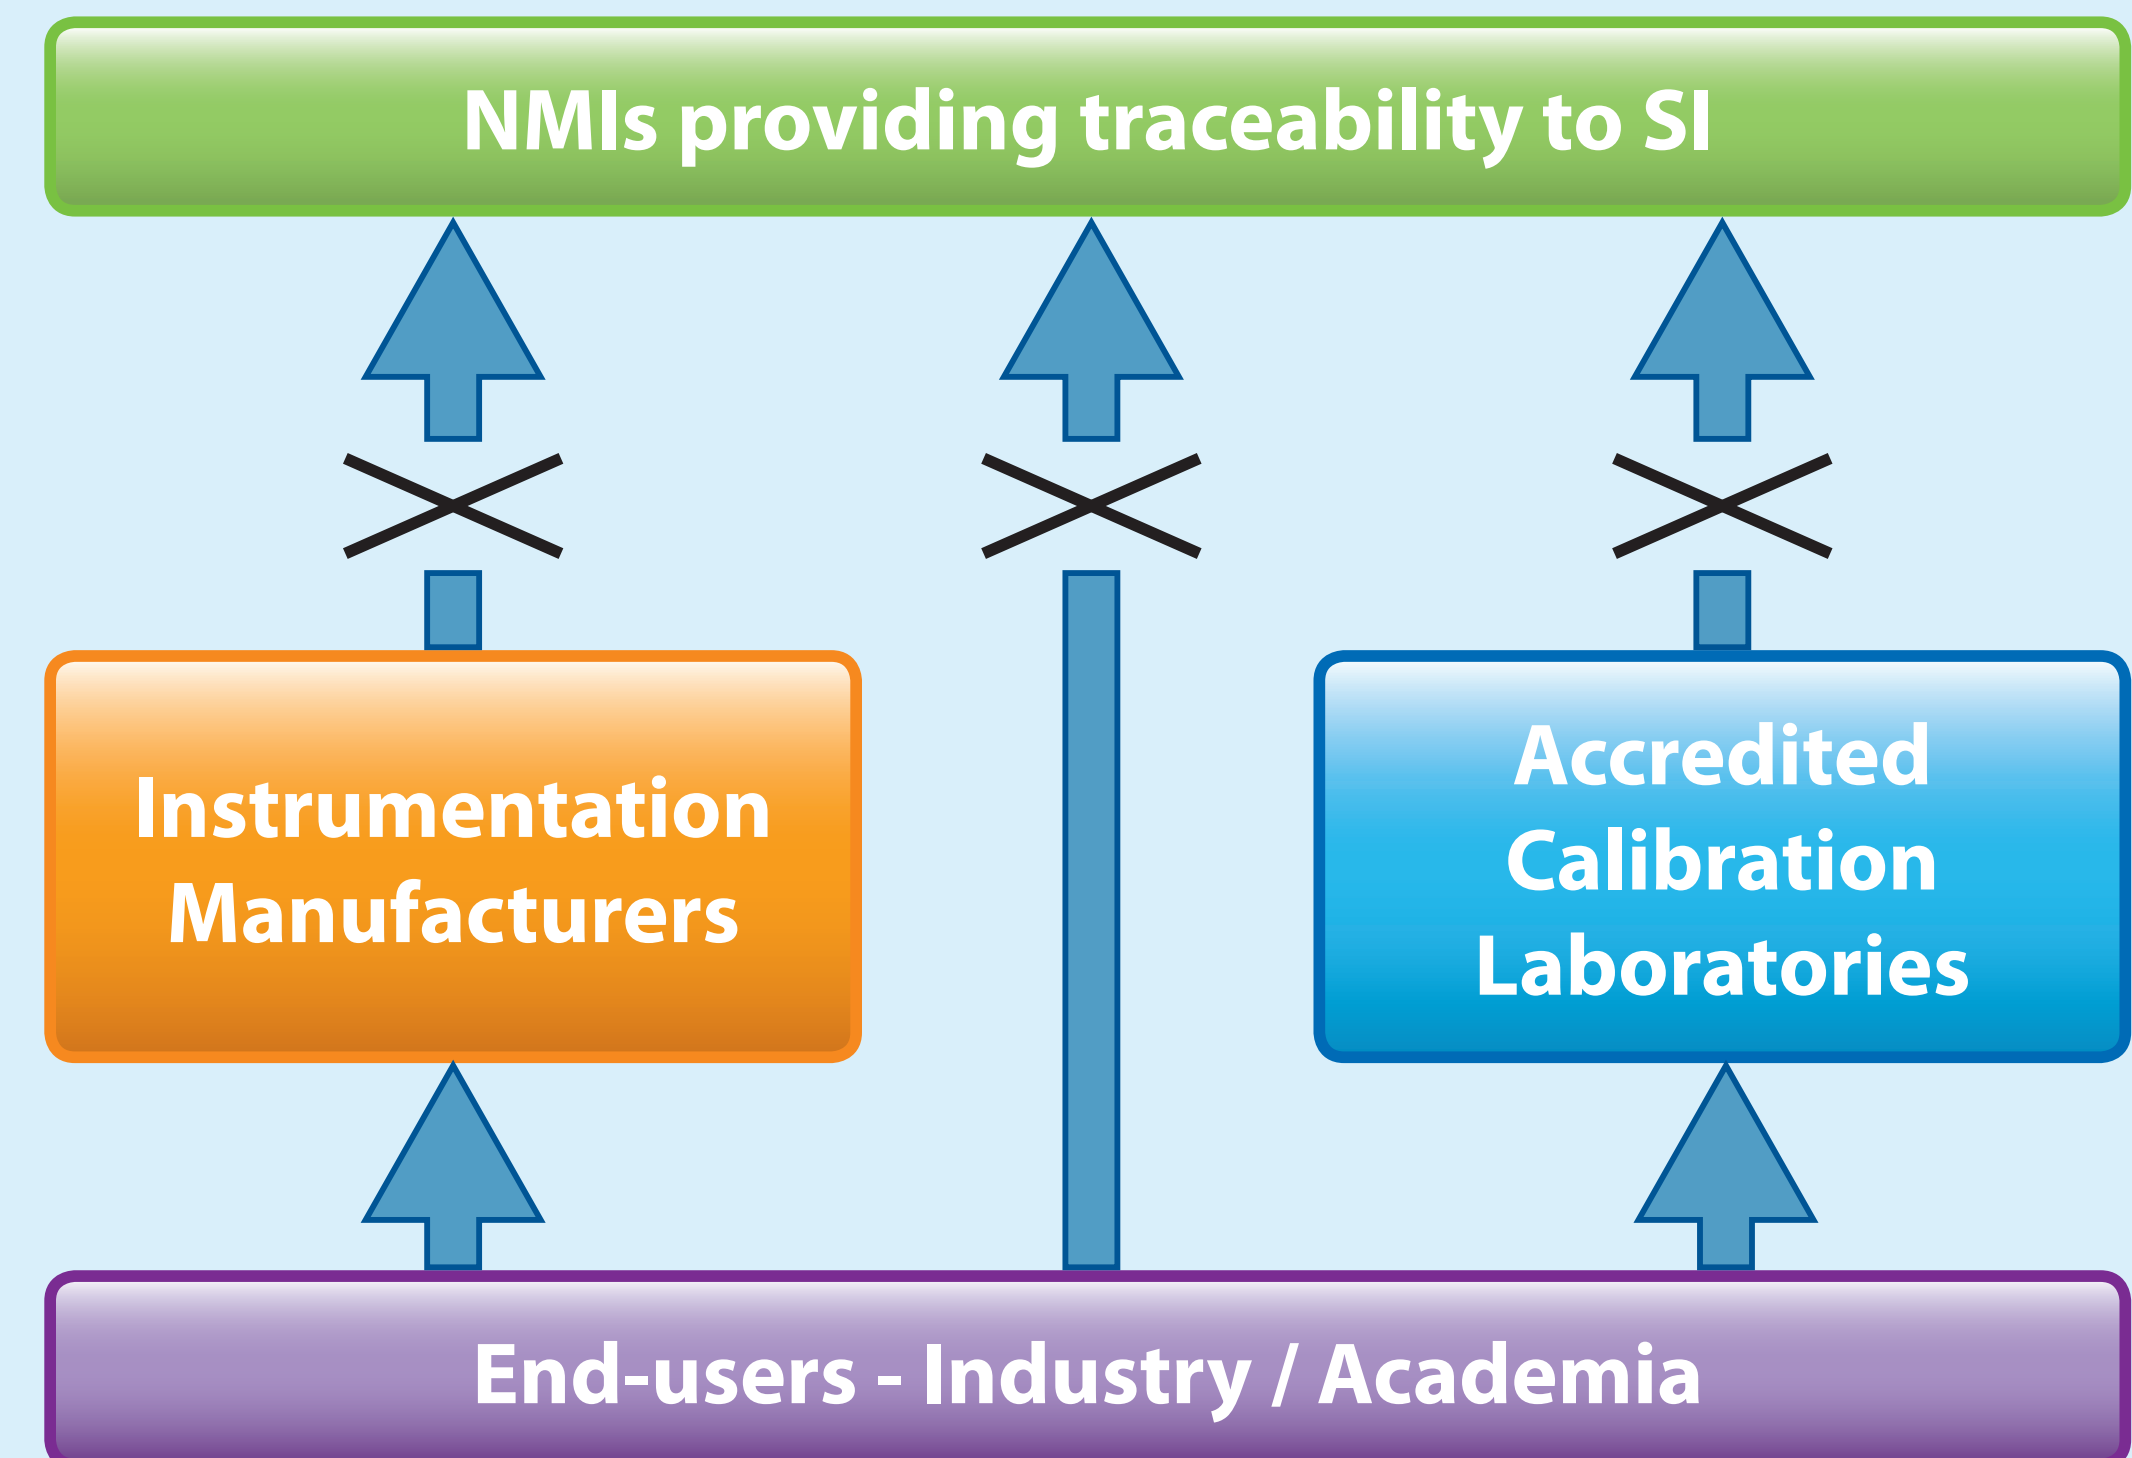 NMIs providing traceability to SI
Instrumentation
Manufacturers
Accredited
Calibration
Laboratories
End-users - Industry / Academia